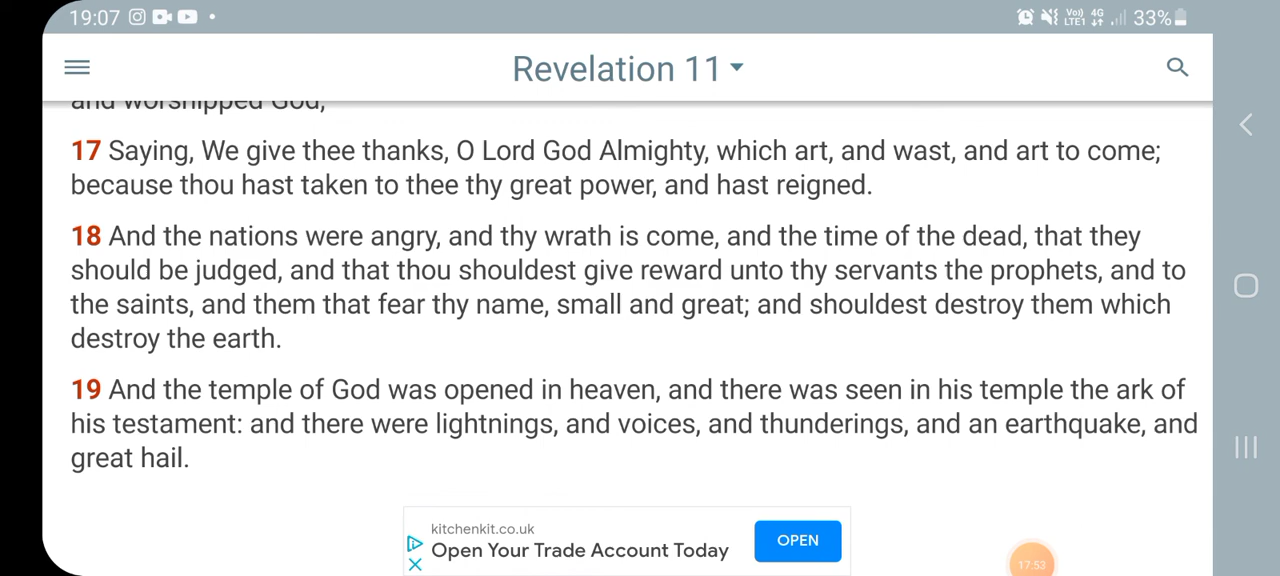 19:07
Vo)) 4G
LTE1 33%
Revelation 11
and worshipped God,
17 Saying, We give thee thanks, O Lord God Almighty, which art, and wast, and art to come;
because thou hast taken to thee thy great power, and hast reigned.
18 And the nations were angry, and thy wrath is come, and the time of the dead, that they
should be judged, and that thou shouldest give reward unto thy servants the prophets, and to
the saints, and them that fear thy name, small and great; and shouldest destroy them which
destroy the earth.
19 And the temple of God was opened in heaven, and there was seen in his temple the ark of
his testament: and there were lightnings, and voices, and thunderings, and an earthquake, and
great hail.
kitchenkit.co.uk
Open Your Trade Account Today
OPEN
17:53